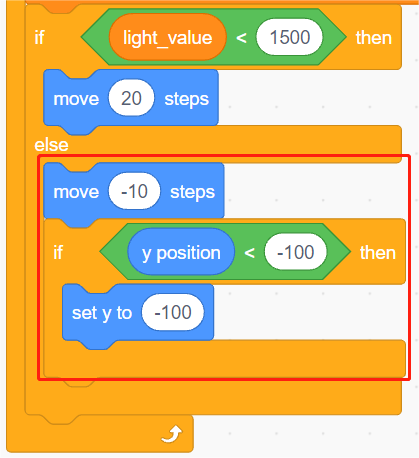 if light_value < 1500 then
move 20 steps
else
move -10 steps
if y position < -100 then
set y to -100